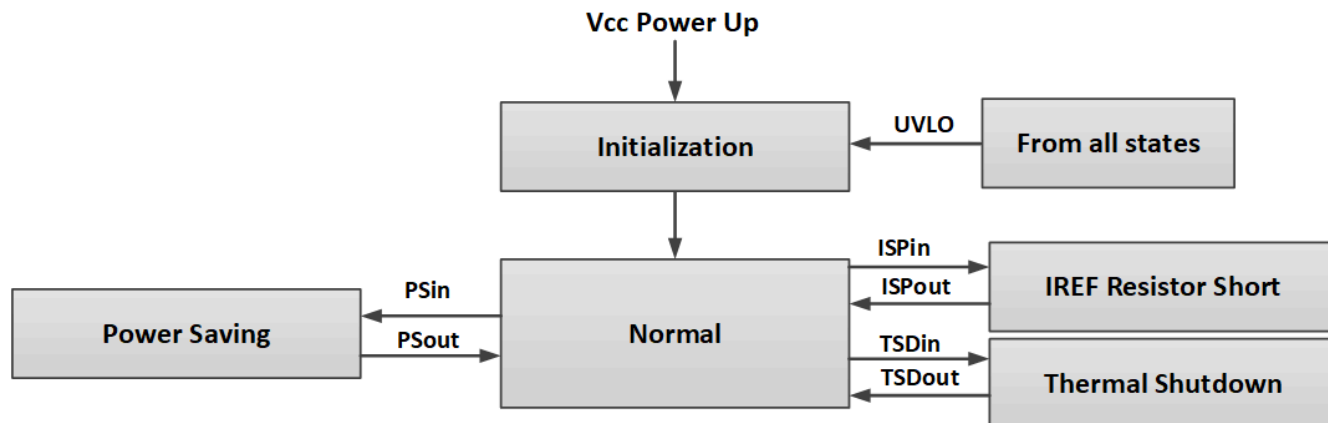 Vcc Power Up
Initialization
UVLO
From all states
Power Saving
PSin
PSout
Normal
ISPin
ISPout
IREF Resistor Short
TSDin
TSDout
Thermal Shutdown